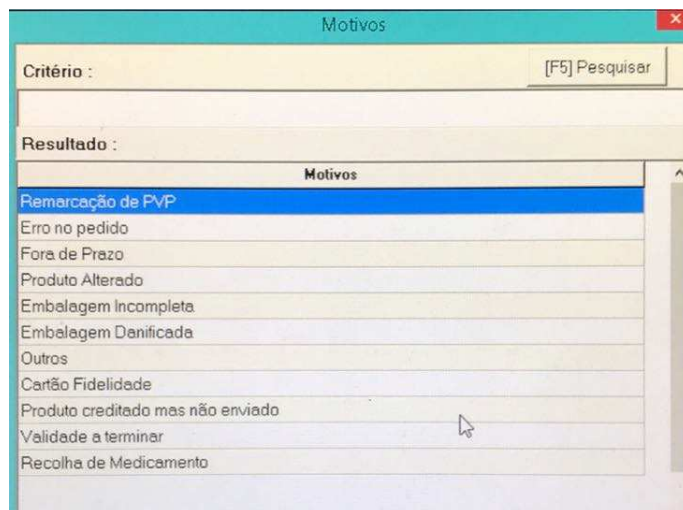 Motivos
Critério :
[F5] Pesquisar
Resultado :
Motivos
Remarcação de PVP
Erro no pedido
Fora de Prazo
Produto Alterado
Embalagem Incompleta
Embalagem Danificada
Outros
Cartão Fidelidade
Produto creditado mas não enviado
Validade a terminar
Recolha de Medicamento